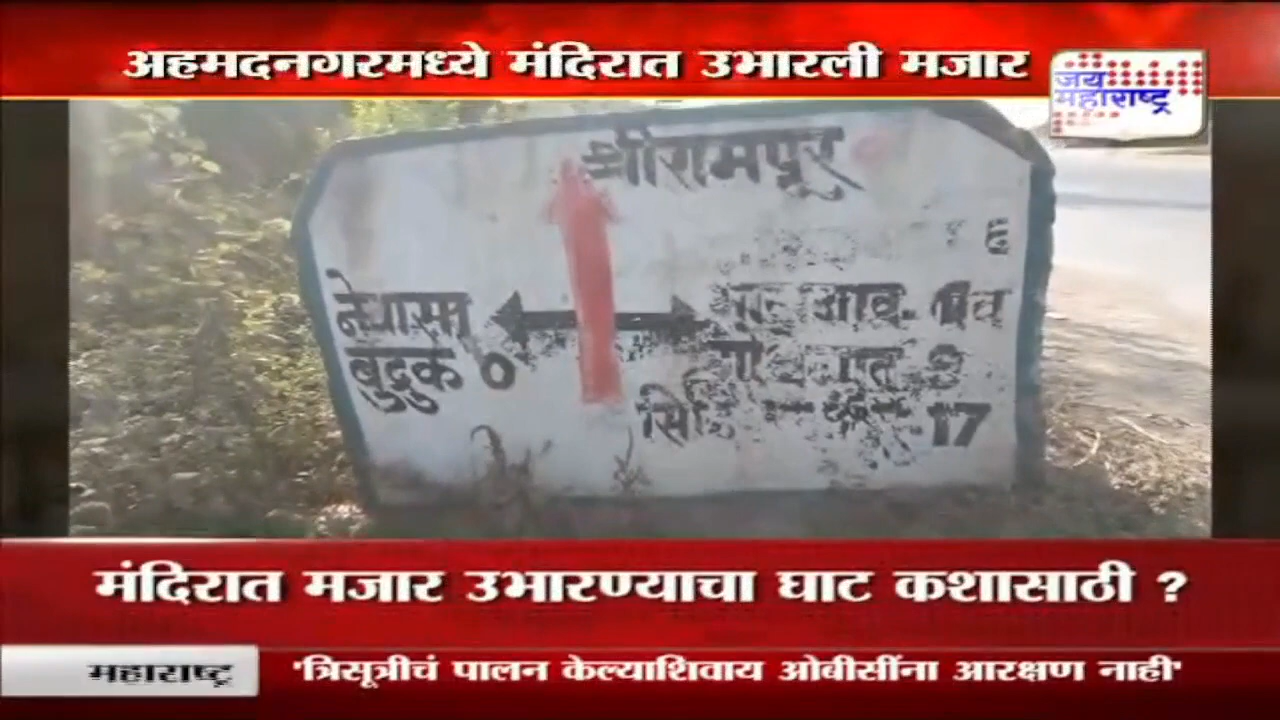 अहमदनगरमध्ये मंदिरात उभारली मजार
जय
महाराष्ट्र
श्रीरामपूर
नेवासा
बुद्रुक 0
17
मंदिरात मजार उभारण्याचा घाट कशासाठी ?
महाराष्ट्र
'त्रिसूत्रीचं पालन केल्याशिवाय ओबीसींना आरक्षण नाही'